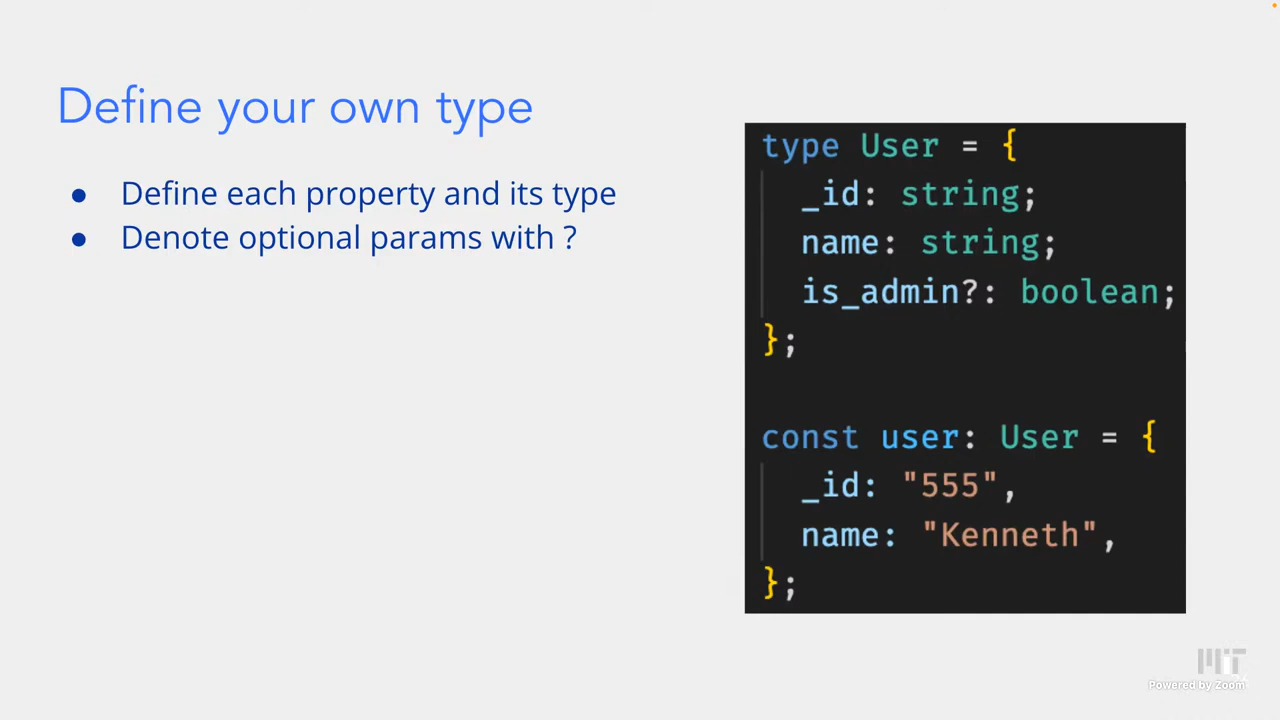 Define your own type
● Define each property and its type
● Denote optional params with ?
type User = {
  _id: string;
  name: string;
  is_admin?: boolean;
};
const user: User = {
  _id: "555",
  name: "Kenneth",
};
MIT
Powered by Zoom